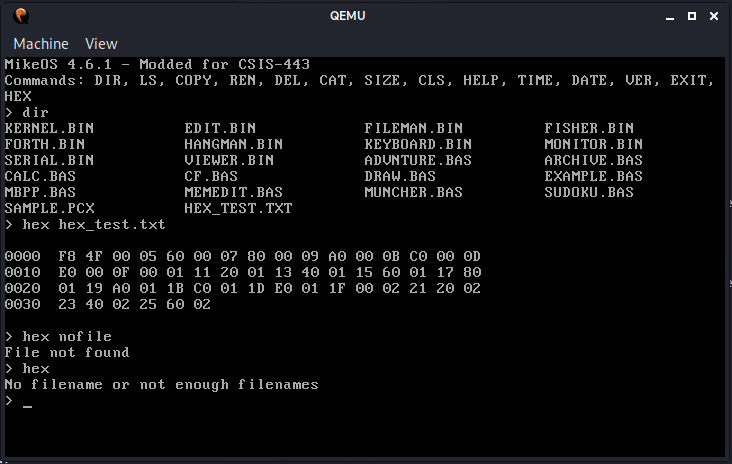 QEMU
Machine View
MikeOS 4.6.1 - Modded for CSIS-443
Commands: DIR, LS, COPY, REN, DEL, CAT, SIZE, CLS, HELP, TIME, DATE, VER, EXIT,
HEX
> dir
KERNEL.BIN EDIT.BIN FILEMAN.BIN FISHER.BIN
FORTH.BIN HANGMAN.BIN KEYBOARD.BIN MONITOR.BIN
SERIAL.BIN VIEWER.BIN ADVNTURE.BAS ARCHIVE.BAS
CALC.BAS CF.BAS DRAW.BAS EXAMPLE.BAS
MBPP.BAS MEMEDIT.BAS MUNCHER.BAS SUDOKU.BAS
SAMPLE.PCX HEX_TEST.TXT
> hex hex_test.txt
0000 F8 4F 00 05 60 00 07 80 00 09 A0 00 0B C0 00 0D
0010 E0 00 0F 00 01 11 20 01 13 40 01 15 60 01 17 80
0020 01 19 A0 01 1B C0 01 1D E0 01 1F 00 02 21 20 02
0030 23 40 02 25 60 02
> hex nofile
File not found
> hex
No filename or not enough filenames
> _